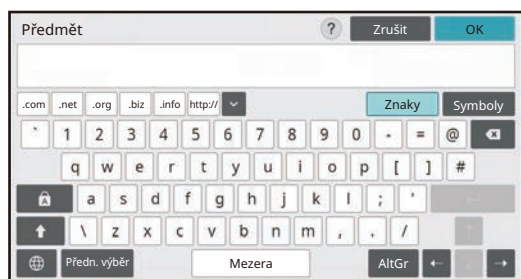 Předmět ? Zrušit OK
.com .net .org .biz .info http:// Znaky Symboly
` 1 2 3 4 5 6 7 8 9 0 - = @
q w e r t y u i o p [ ] #
A a s d f g h j k l ; '
\ z x c v b n m , . /
Předn. výběr Mezera AltGr